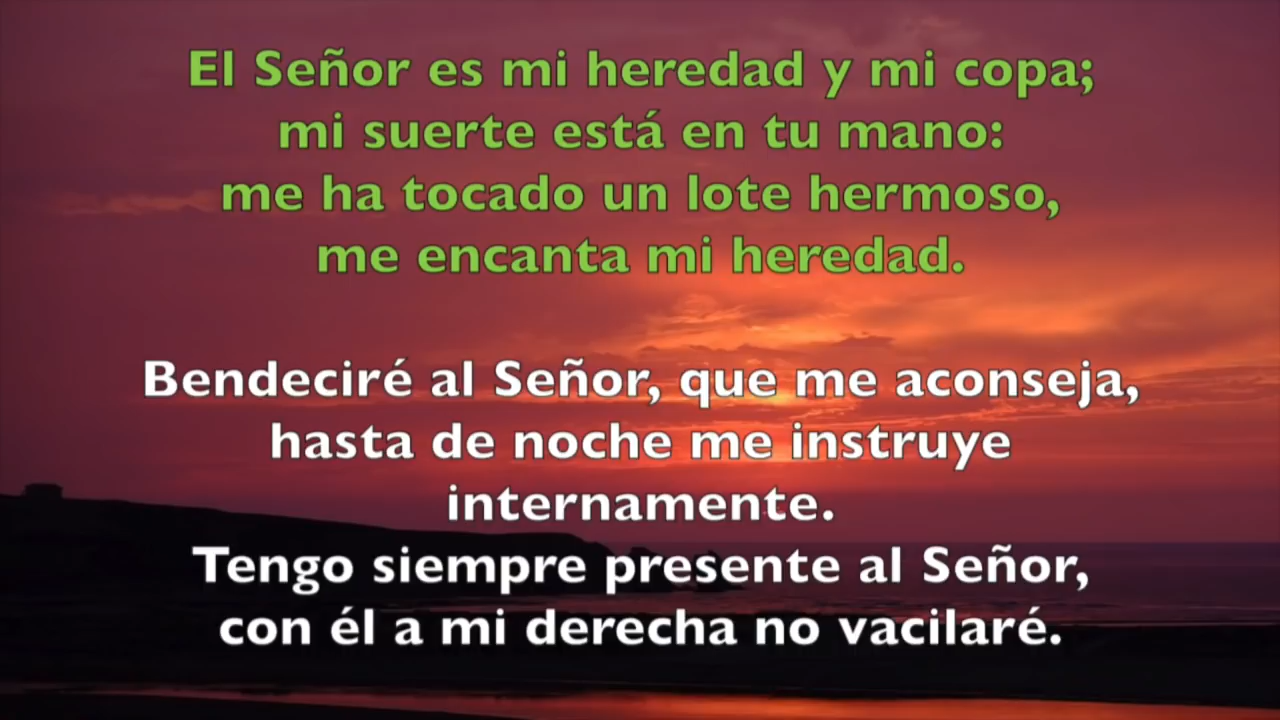 El Señor es mi heredad y mi copa;
mi suerte está en tu mano:
me ha tocado un lote hermoso,
me encanta mi heredad.
Bendeciré al Señor, que me aconseja,
hasta de noche me instruye
internamente.
Tengo siempre presente al Señor,
con él a mi derecha no vacilaré.